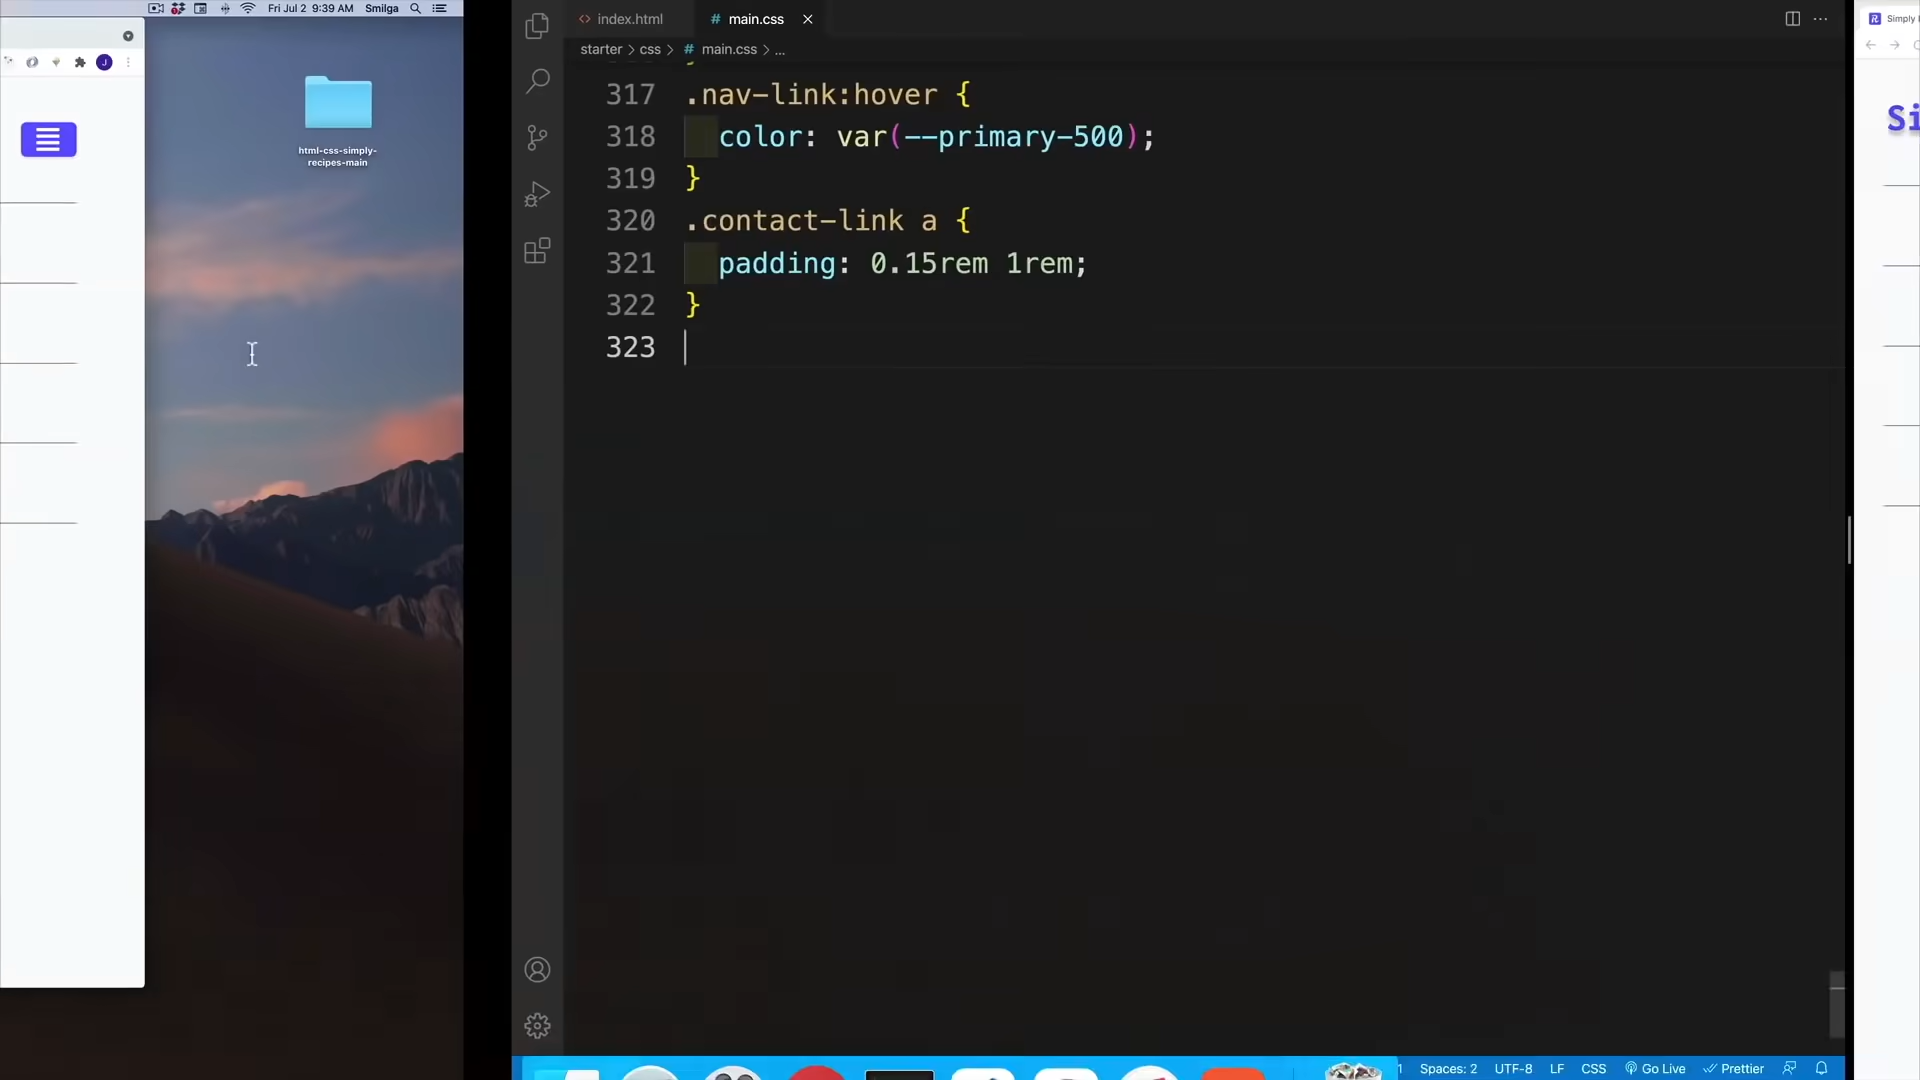 Fri Jul 2 9:39 AM Smilga
J
html-css-simply-
recipes-main
index.html
# main.css
starter > css > # main.css > ...
317 .nav-link:hover {
318 color: var(--primary-500);
319 }
320 .contact-link a {
321 padding: 0.15rem 1rem;
322 }
323
Spaces: 2 UTF-8 LF CSS Go Live Prettier
R Simply
Si